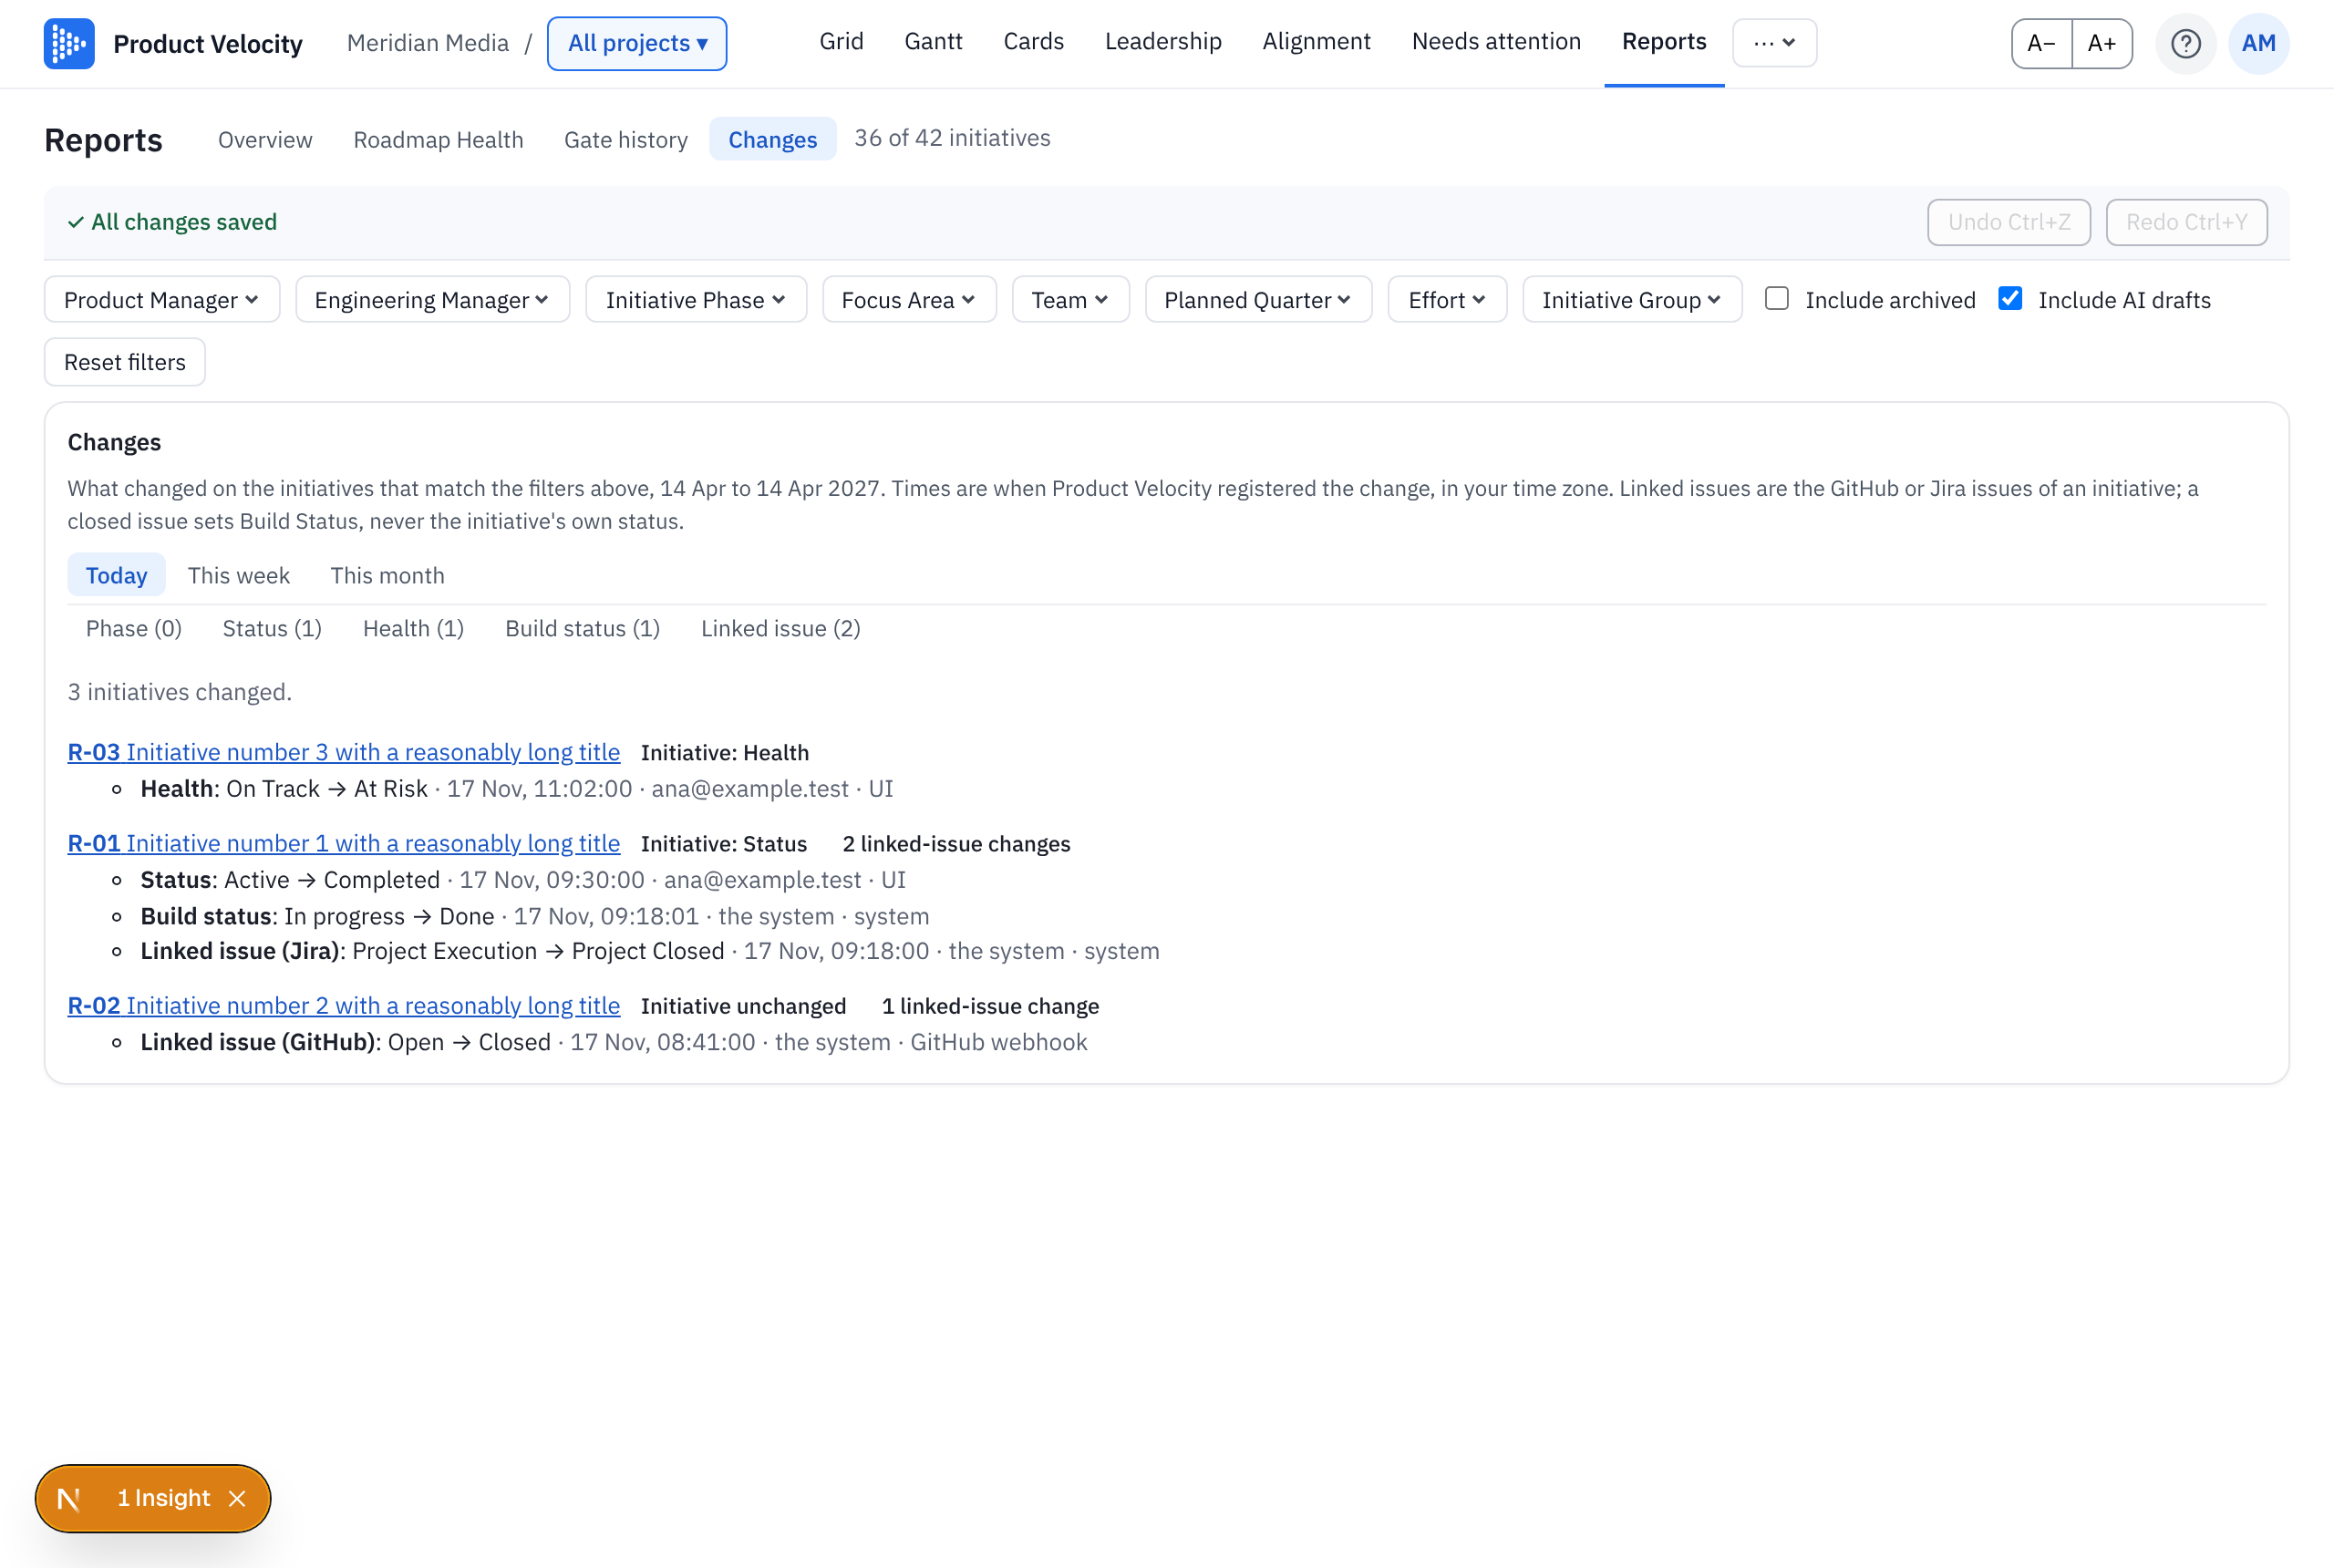 Product Velocity Meridian Media / All projects ▾ Grid Gantt Cards Leadership Alignment Needs attention Reports ... A− A+ ? AM
Reports Overview Roadmap Health Gate history Changes 36 of 42 initiatives
✓ All changes saved Undo Ctrl+Z Redo Ctrl+Y
Product Manager Engineering Manager Initiative Phase Focus Area Team Planned Quarter Effort Initiative Group Include archived Include AI drafts
Reset filters
Changes
What changed on the initiatives that match the filters above, 14 Apr to 14 Apr 2027. Times are when Product Velocity registered the change, in your time zone. Linked issues are the GitHub or Jira issues of an initiative; a
closed issue sets Build Status, never the initiative's own status.
Today This week This month
Phase (0) Status (1) Health (1) Build status (1) Linked issue (2)
3 initiatives changed.
R-03 Initiative number 3 with a reasonably long title Initiative: Health
Health: On Track → At Risk · 17 Nov, 11:02:00 · ana@example.test · UI
R-01 Initiative number 1 with a reasonably long title Initiative: Status 2 linked-issue changes
Status: Active → Completed · 17 Nov, 09:30:00 · ana@example.test · UI
Build status: In progress → Done · 17 Nov, 09:18:01 · the system · system
Linked issue (Jira): Project Execution → Project Closed · 17 Nov, 09:18:00 · the system · system
R-02 Initiative number 2 with a reasonably long title Initiative unchanged 1 linked-issue change
Linked issue (GitHub): Open → Closed · 17 Nov, 08:41:00 · the system · GitHub webhook
N 1 Insight